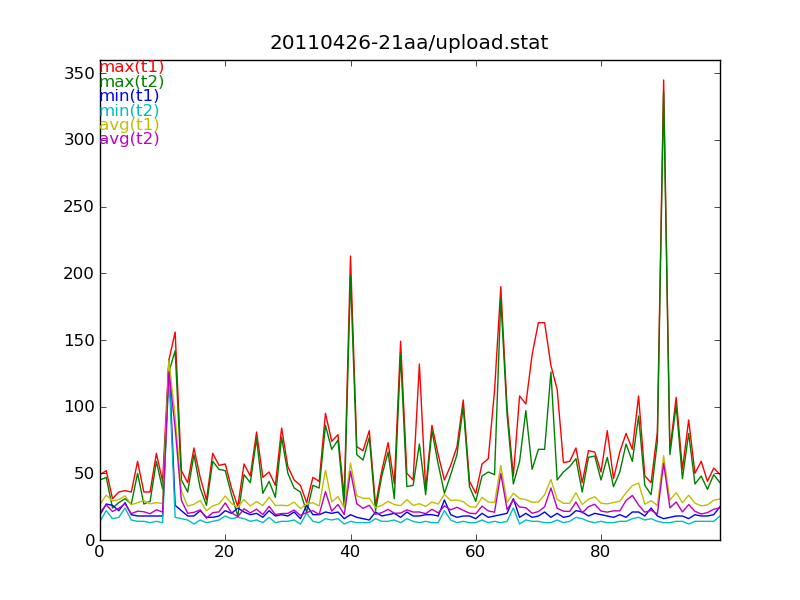 20110426-21aa/upload.stat
350
max(t1)
max(t2)
min(t1)
min(t2)
avg(t1)
avg(t2)
300
250
200
150
100
50
0
0 20 40 60 80